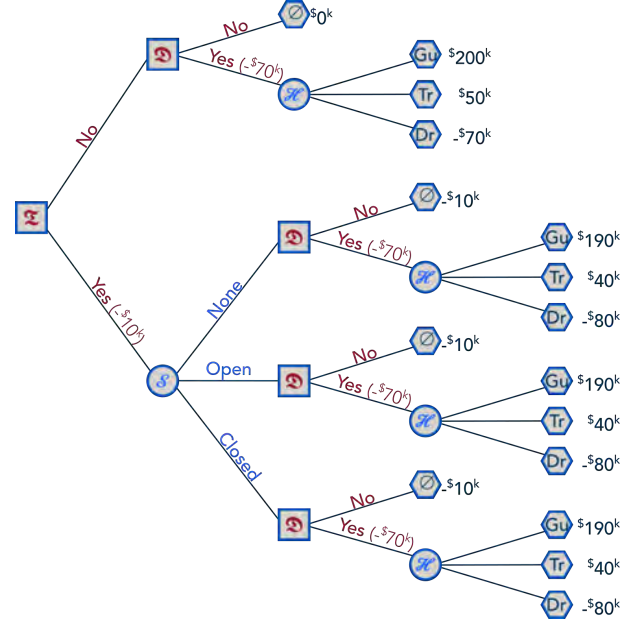 ∅ $0k
No
𝔇
Yes (-$70k)
Gu $200k
ℋ
Tr $50k
Dr -$70k
No
∅ -$10k
No
𝔗
𝔇
Yes (-$70k)
Gu $190k
ℋ
Tr $40k
None
Dr -$80k
Yes (-$10k)
∅ -$10k
No
𝒮
Open
𝔇
Yes (-$70k)
Gu $190k
ℋ
Tr $40k
Closed
Dr -$80k
∅ -$10k
No
𝔇
Yes (-$70k)
Gu $190k
ℋ
Tr $40k
Dr -$80k